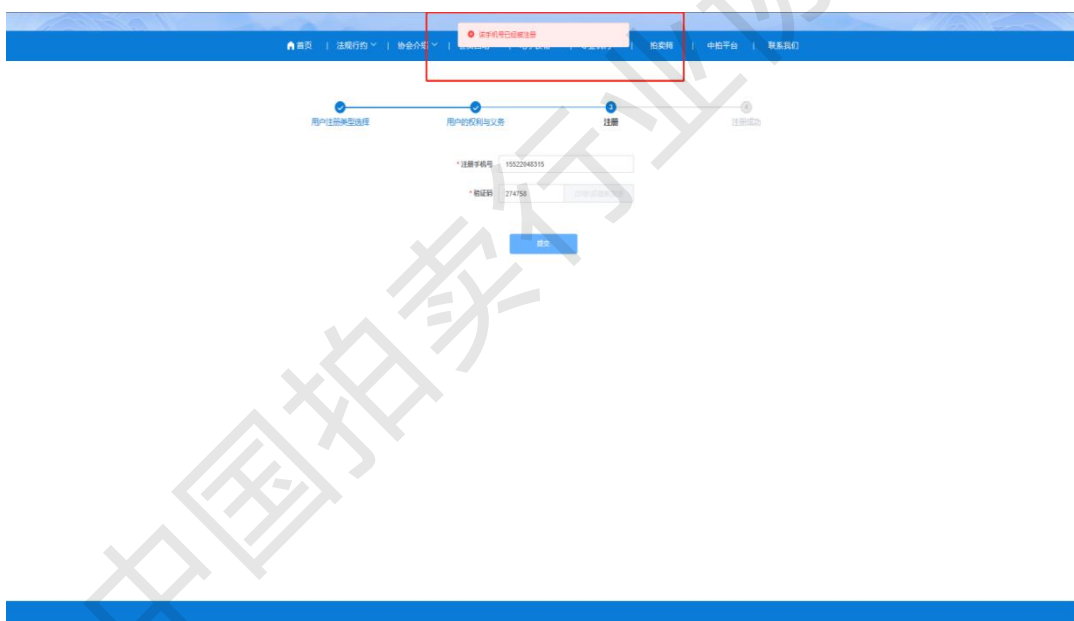 该手机号已经被注册
首页 | 法规行约 | 协会介绍 | | | | 拍卖师 | 中拍平台 | 联系我们
用户注册类型选择 用户的权利与义务 3 注册 4 注册成功
* 注册手机号 15522048315
* 验证码 274758
提交
中国拍卖行业协